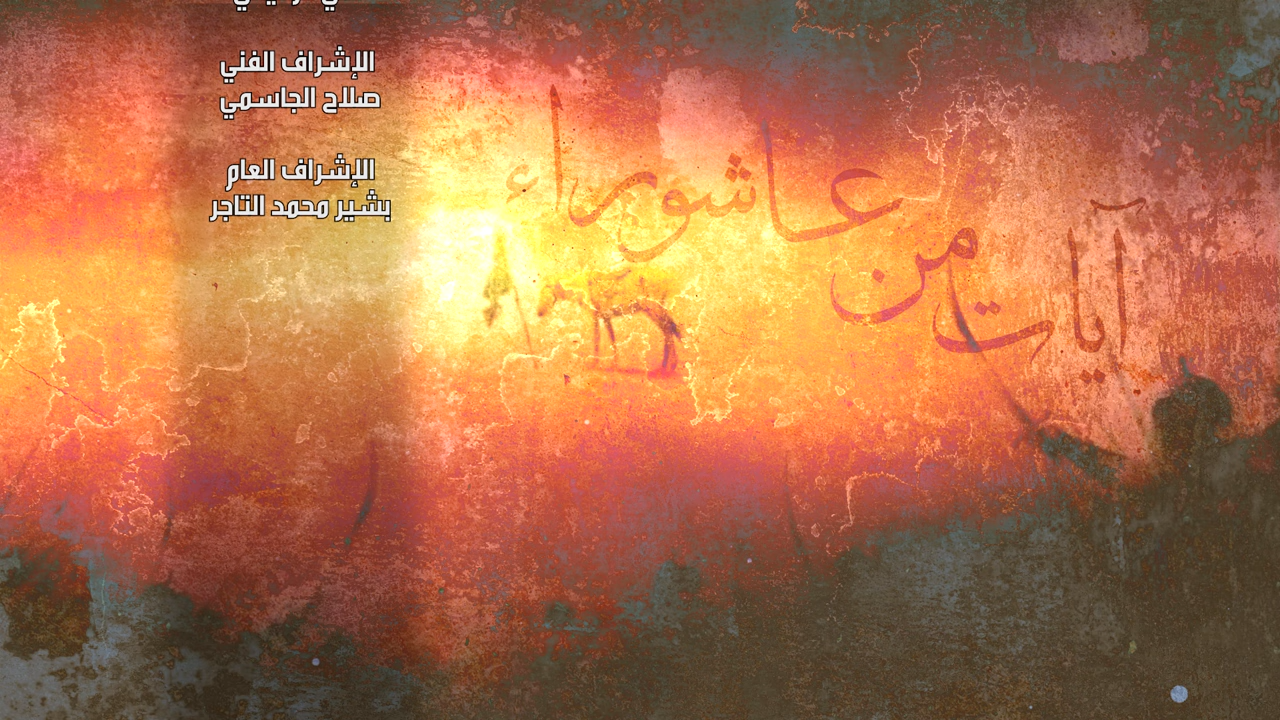 الإشراف الفني
صلاح الجاسمي
الإشراف العام
بشير محمد التاجر
آيات
من
عاشوراء